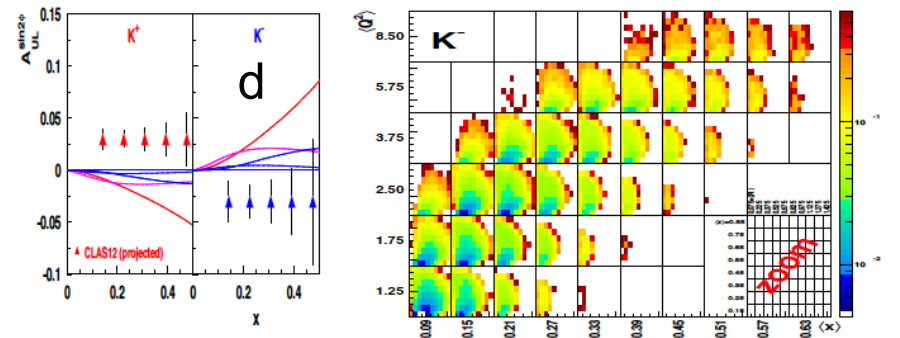 A UL sin2φ
0.15
0.1
0.05
0
-0.05
-0.1
K⁺
K⁻
d
CLAS12 (projected)
0 0.2 0.4 0 0.2 0.4
x
⟨Q²⟩
8.50
5.75
3.75
2.50
1.75
1.25
K⁻
zoom
0.09 0.15 0.21 0.27 0.33 0.39 0.45 0.51 0.57 0.63 ⟨x⟩
10⁻¹
10⁻²